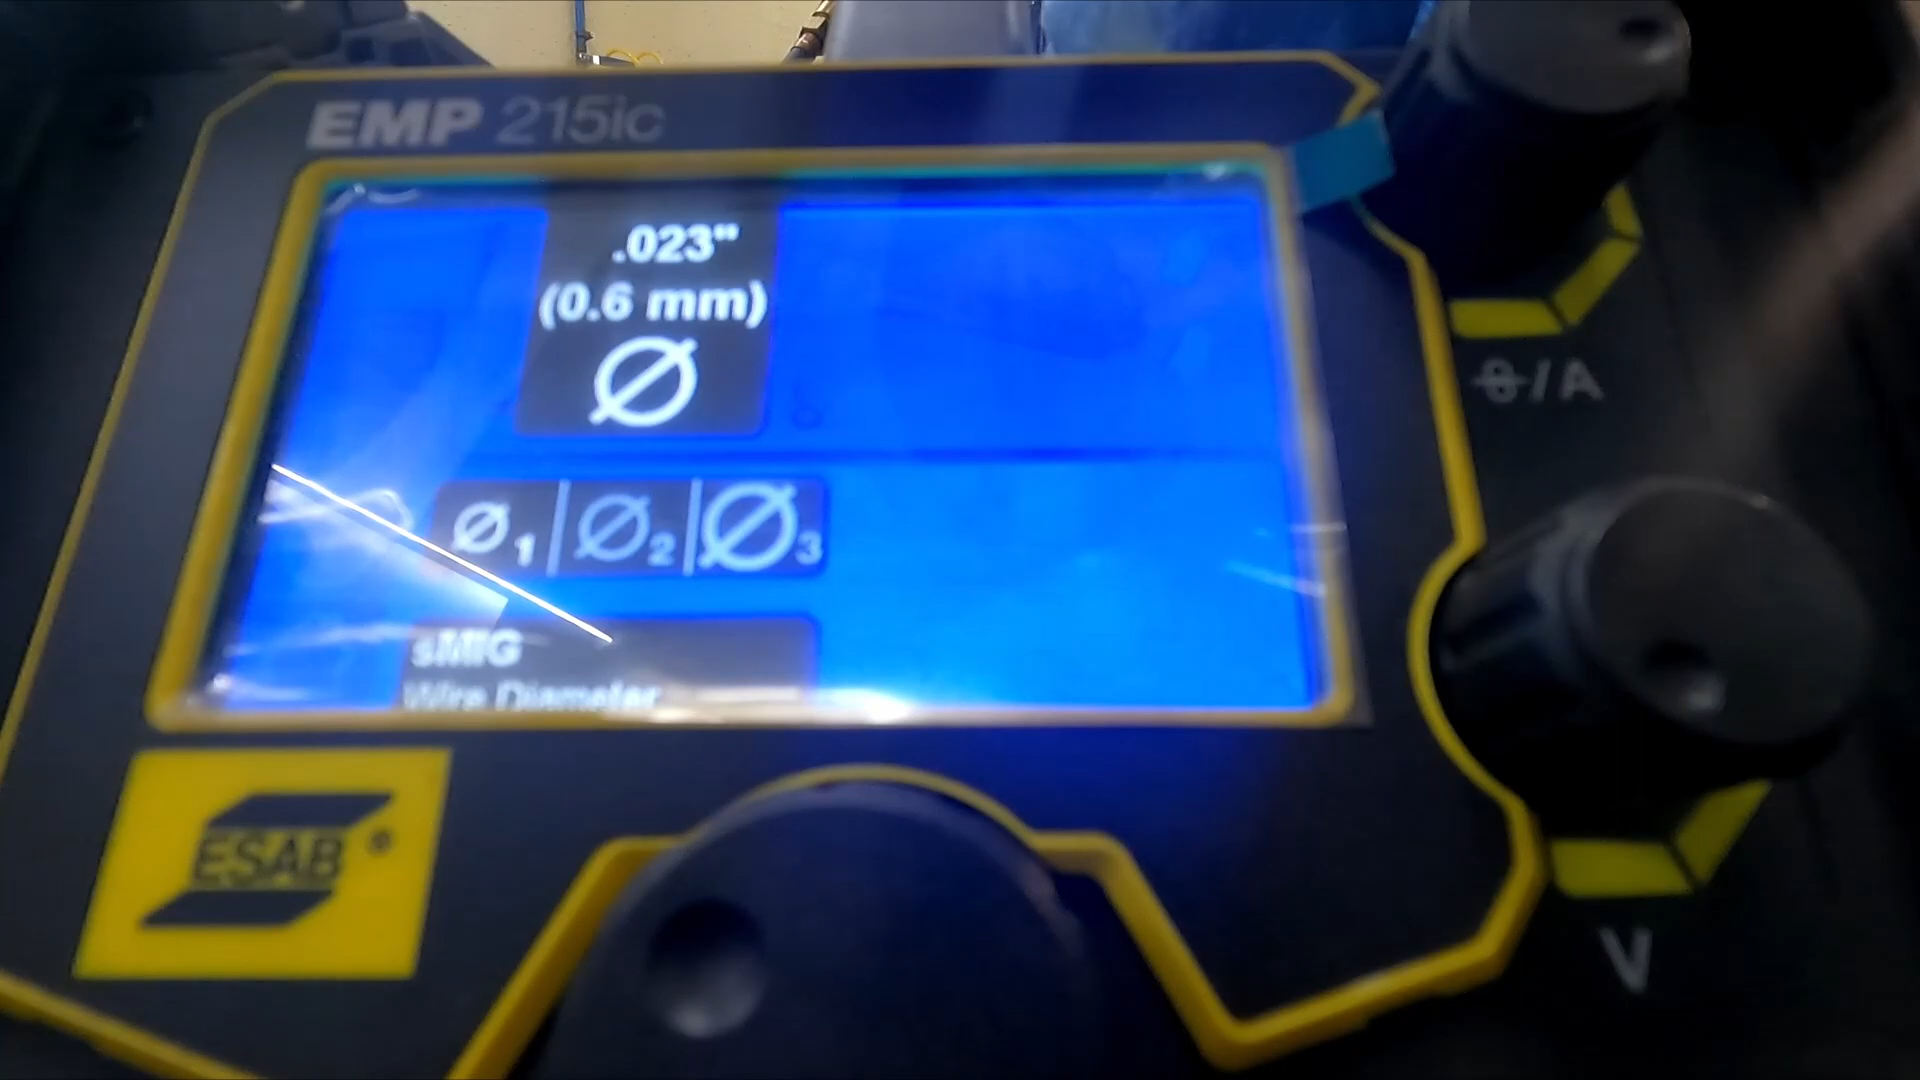 EMP 215ic
.023"
(0.6 mm)
Ø
Ø1 Ø2 Ø3
sMIG
Wire Diameter
/ A
ESAB®
V